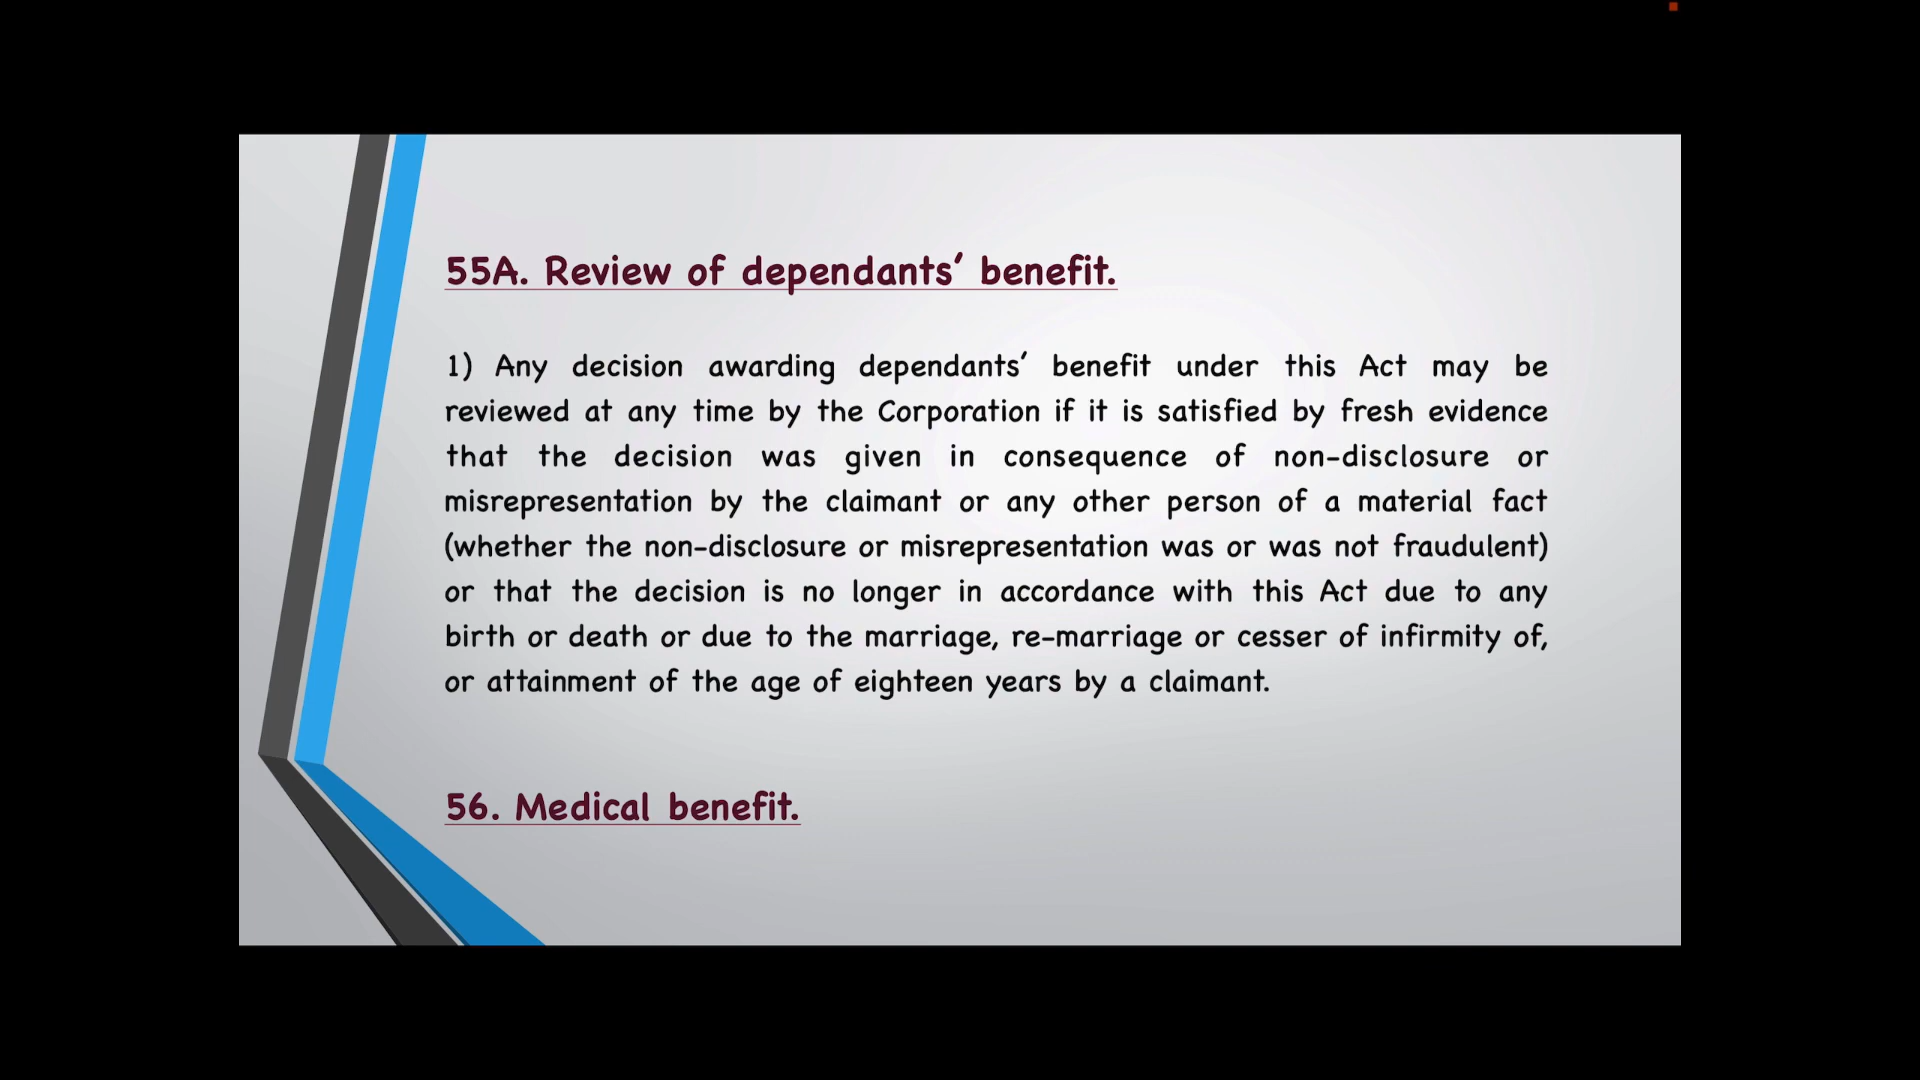 55A. Review of dependants’ benefit.
1) Any decision awarding dependants’ benefit under this Act may be
reviewed at any time by the Corporation if it is satisfied by fresh evidence
that the decision was given in consequence of non-disclosure or
misrepresentation by the claimant or any other person of a material fact
(whether the non-disclosure or misrepresentation was or was not fraudulent)
or that the decision is no longer in accordance with this Act due to any
birth or death or due to the marriage, re-marriage or cesser of infirmity of,
or attainment of the age of eighteen years by a claimant.
56. Medical benefit.